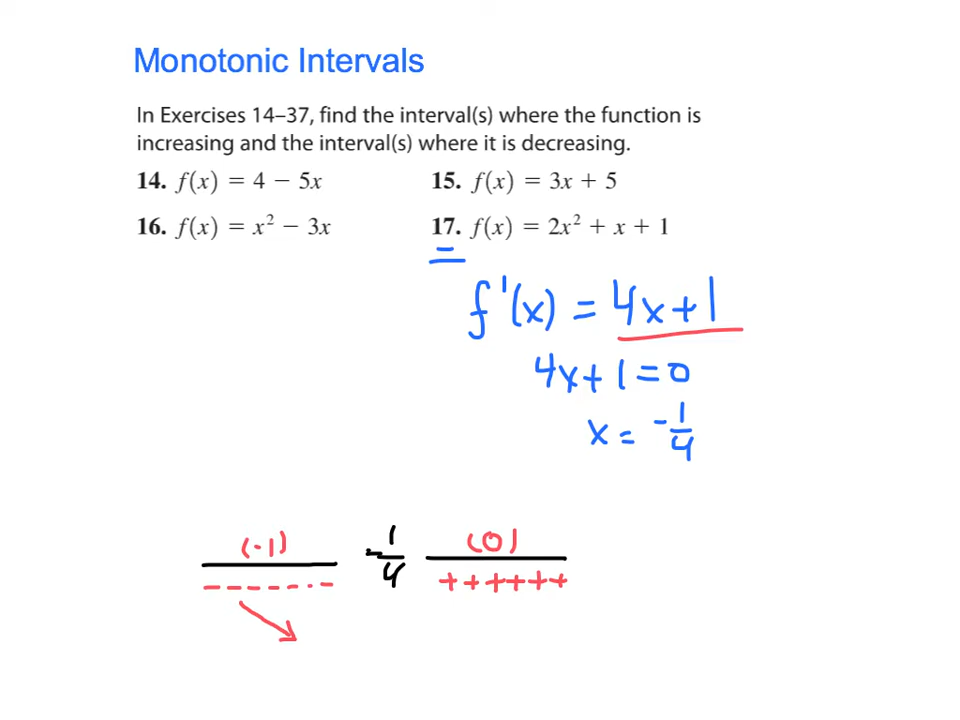 Monotonic Intervals
In Exercises 14–37, find the interval(s) where the function is
increasing and the interval(s) where it is decreasing.
14. f(x) = 4 − 5x 15. f(x) = 3x + 5
16. f(x) = x² − 3x 17. f(x) = 2x² + x + 1
f'(x) = 4x+1
4x+1=0
x = -1/4
(-1) -1/4 (0)
- - - - - - - ++++++